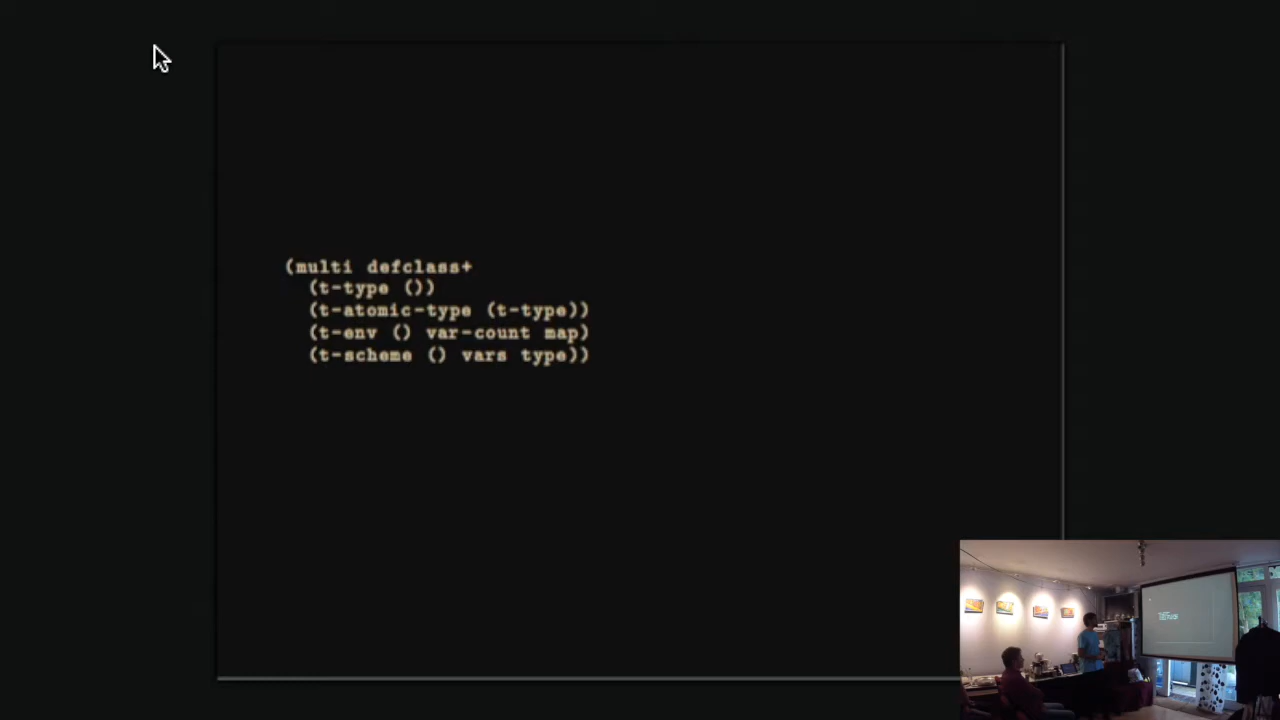 (multi defclass+
(t-type ())
(t-atomic-type (t-type))
(t-env () var-count map)
(t-scheme () vars type))